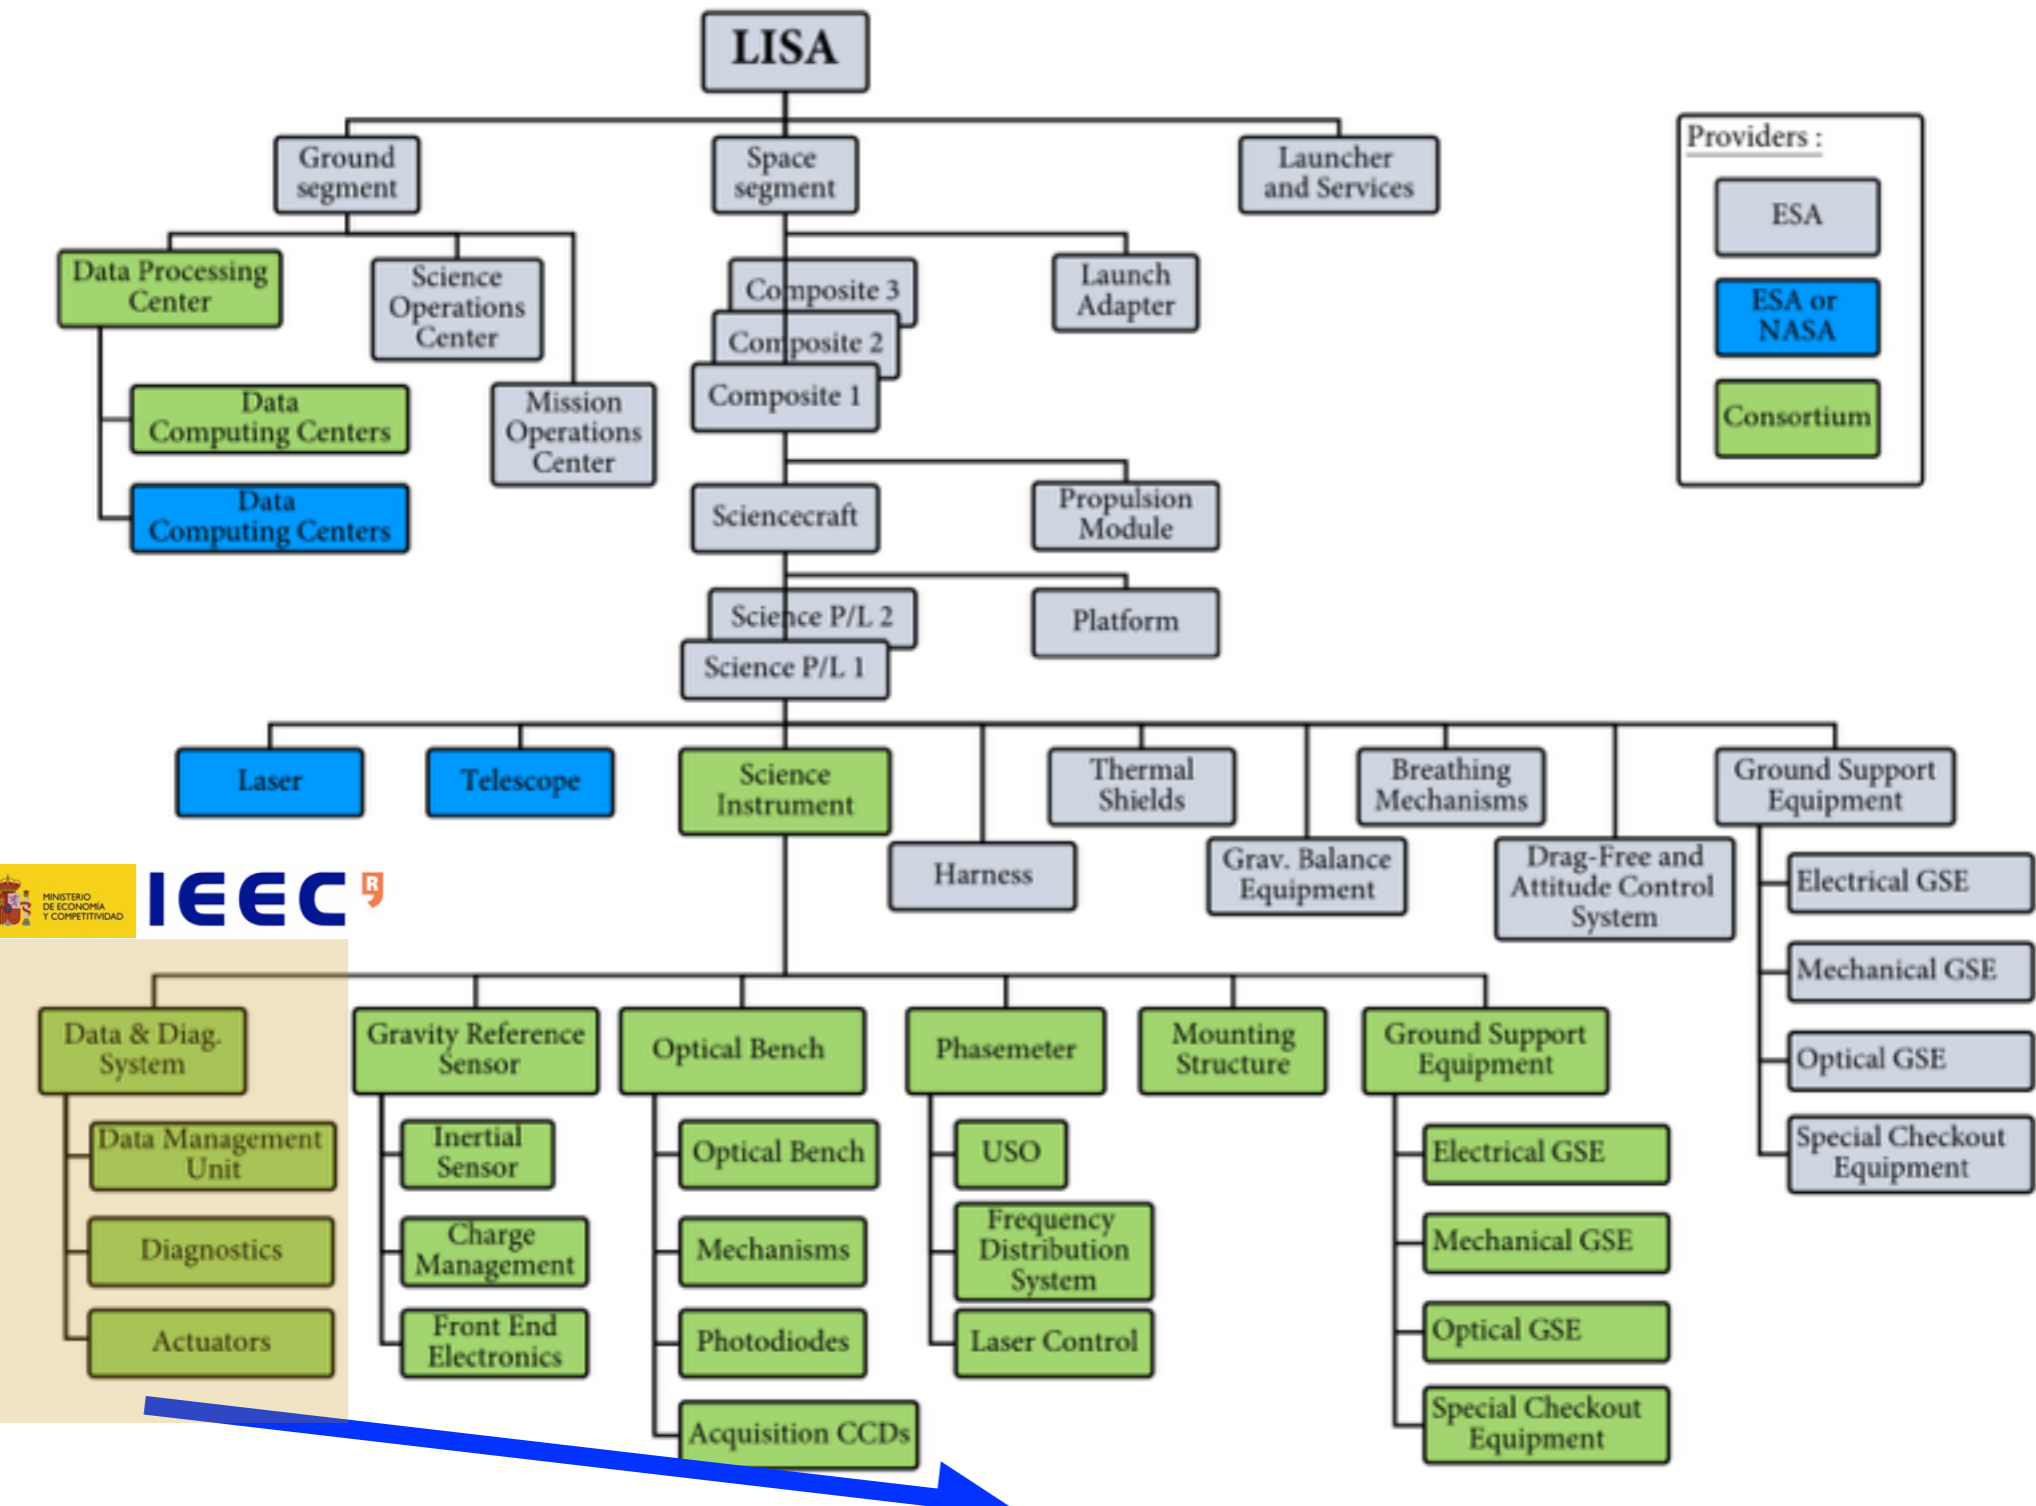 LISA
Ground
segment
Space
segment
Launcher
and Services
Providers :
ESA
ESA or
NASA
Consortium
Data Processing
Center
Science
Operations
Center
Mission
Operations
Center
Data
Computing Centers
Data
Computing Centers
Composite 3
Composite 2
Composite 1
Launch
Adapter
Sciencecraft
Propulsion
Module
Science P/L 2
Science P/L 1
Platform
Laser
Telescope
Science
Instrument
Harness
Thermal
Shields
Grav. Balance
Equipment
Breathing
Mechanisms
Drag-Free and
Attitude Control
System
Ground Support
Equipment
Electrical GSE
Mechanical GSE
Optical GSE
Special Checkout
Equipment
MINISTERIO
DE ECONOMÍA
Y COMPETITIVIDAD
IEEC R
Data & Diag.
System
Data Management
Unit
Diagnostics
Actuators
Gravity Reference
Sensor
Inertial
Sensor
Charge
Management
Front End
Electronics
Optical Bench
Optical Bench
Mechanisms
Photodiodes
Acquisition CCDs
Phasemeter
USO
Frequency
Distribution
System
Laser Control
Mounting
Structure
Ground Support
Equipment
Electrical GSE
Mechanical GSE
Optical GSE
Special Checkout
Equipment